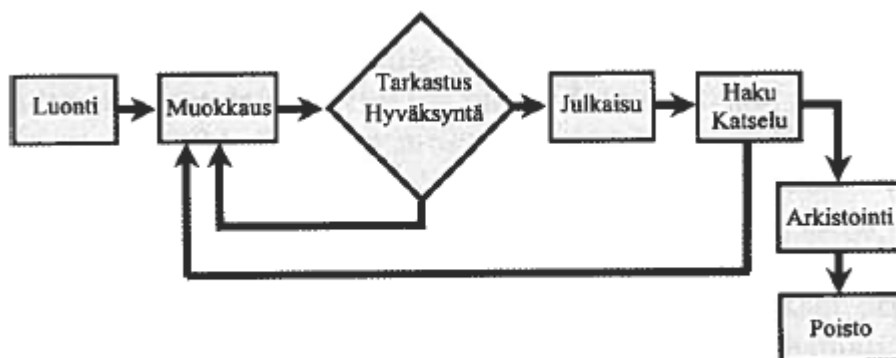 Luonti
Muokkaus
Tarkastus
Hyväksyntä
Julkaisu
Haku
Katselu
Arkistointi
Poisto